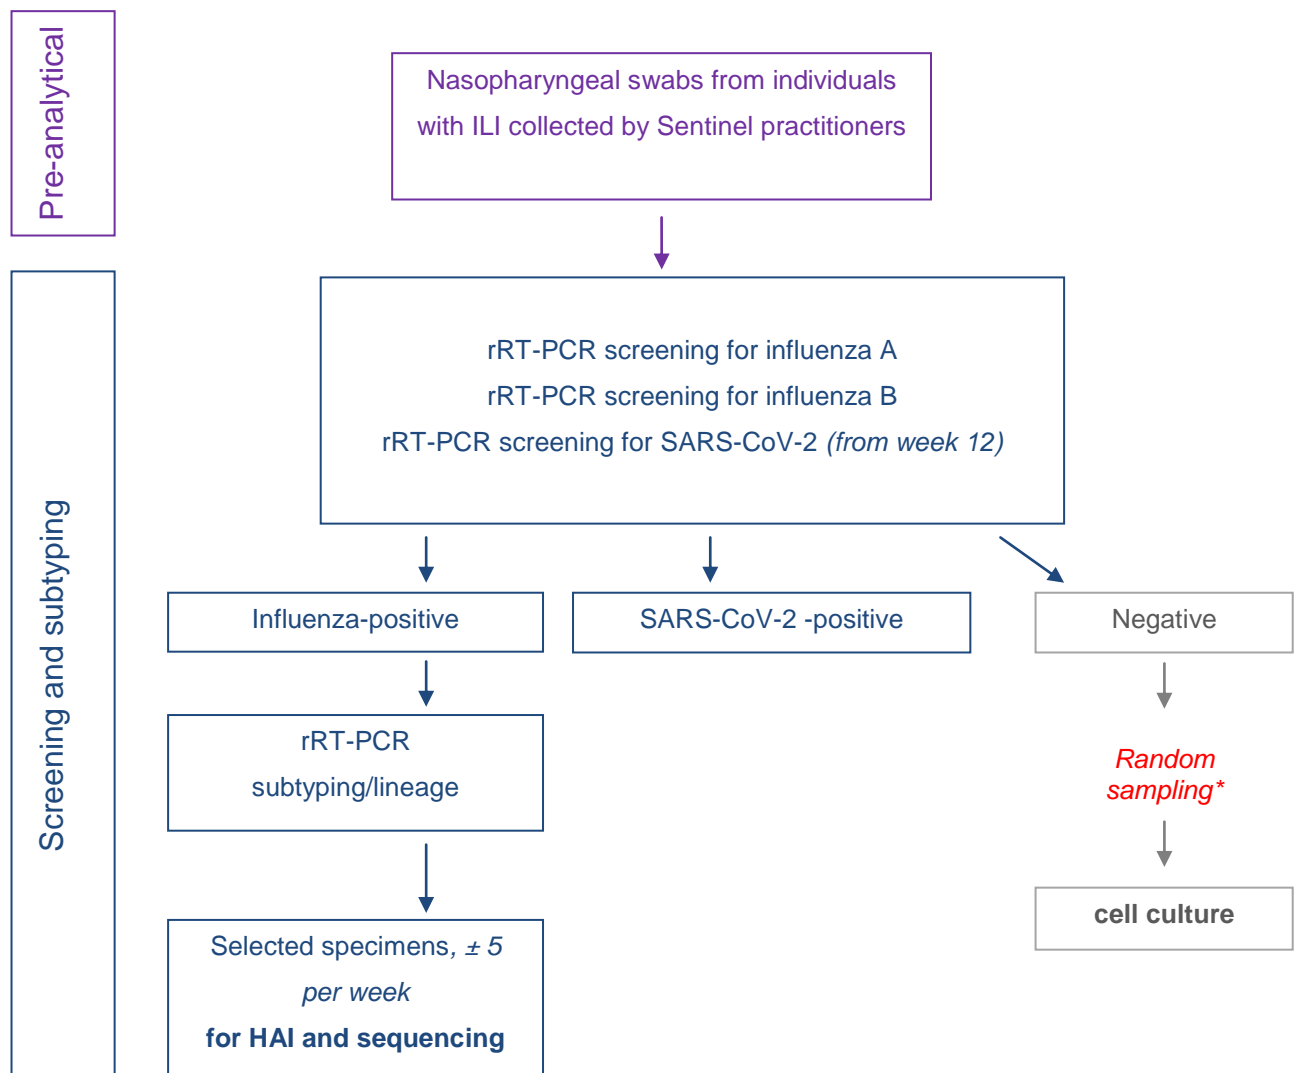 Pre-analytical
Nasopharyngeal swabs from individuals
with ILI collected by Sentinel practitioners
Screening and subtyping
rRT-PCR screening for influenza A
rRT-PCR screening for influenza B
rRT-PCR screening for SARS-CoV-2 (from week 12)
Influenza-positive
SARS-CoV-2 -positive
Negative
rRT-PCR
subtyping/lineage
Random
sampling*
Selected specimens, ± 5
per week
for HAI and sequencing
cell culture